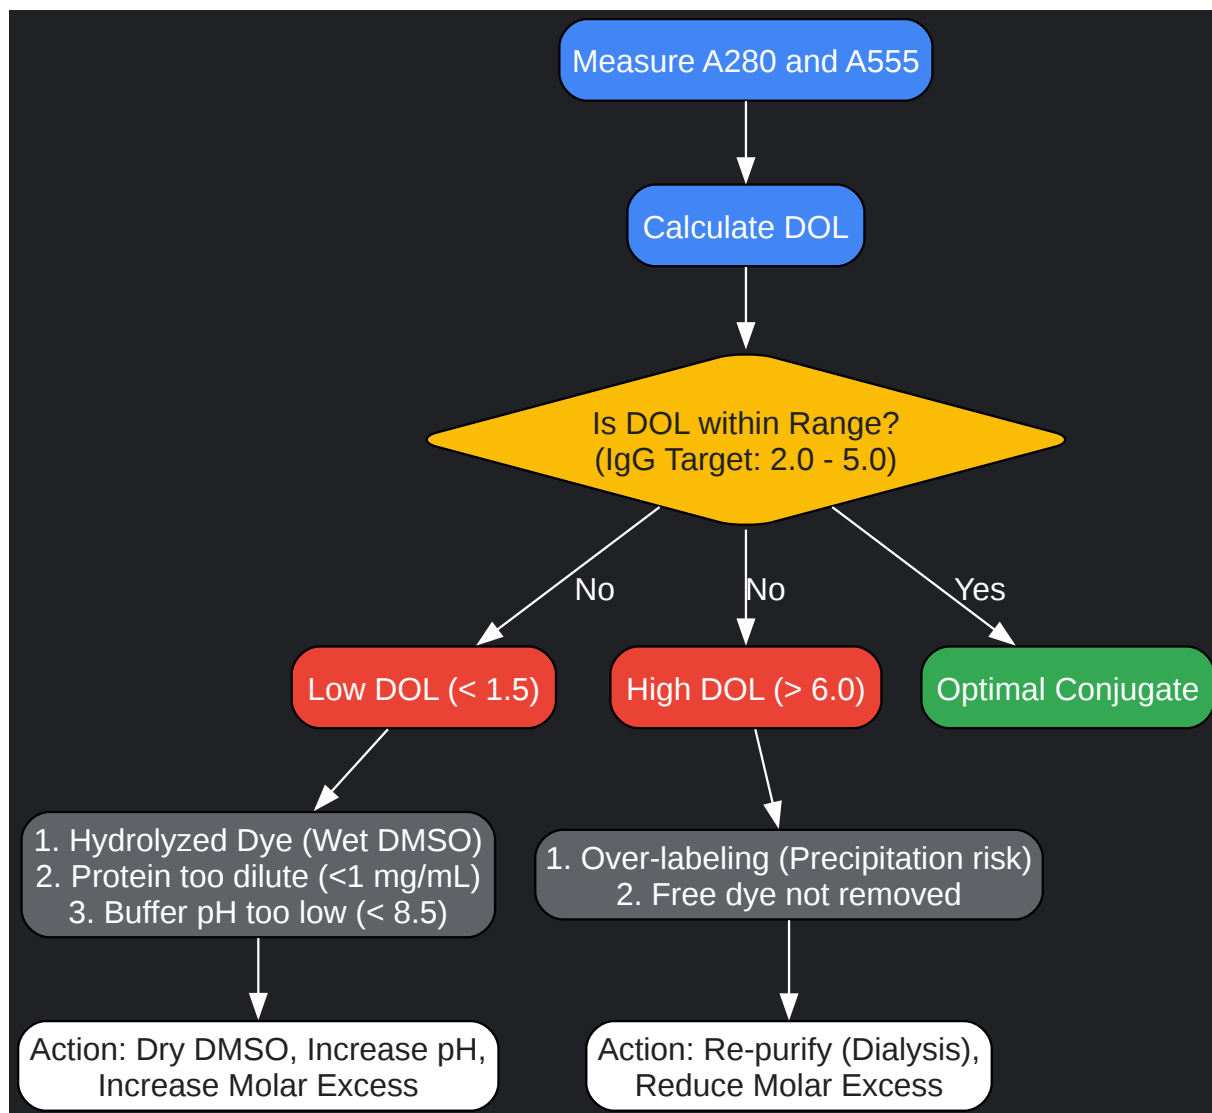 Measure A280 and A555
Calculate DOL
Is DOL within Range?
(IgG Target: 2.0 - 5.0)
No
No
Yes
Low DOL (< 1.5)
High DOL (> 6.0)
Optimal Conjugate
1. Hydrolyzed Dye (Wet DMSO)
2. Protein too dilute (<1 mg/mL)
3. Buffer pH too low (< 8.5)
1. Over-labeling (Precipitation risk)
2. Free dye not removed
Action: Dry DMSO, Increase pH,
Increase Molar Excess
Action: Re-purify (Dialysis),
Reduce Molar Excess